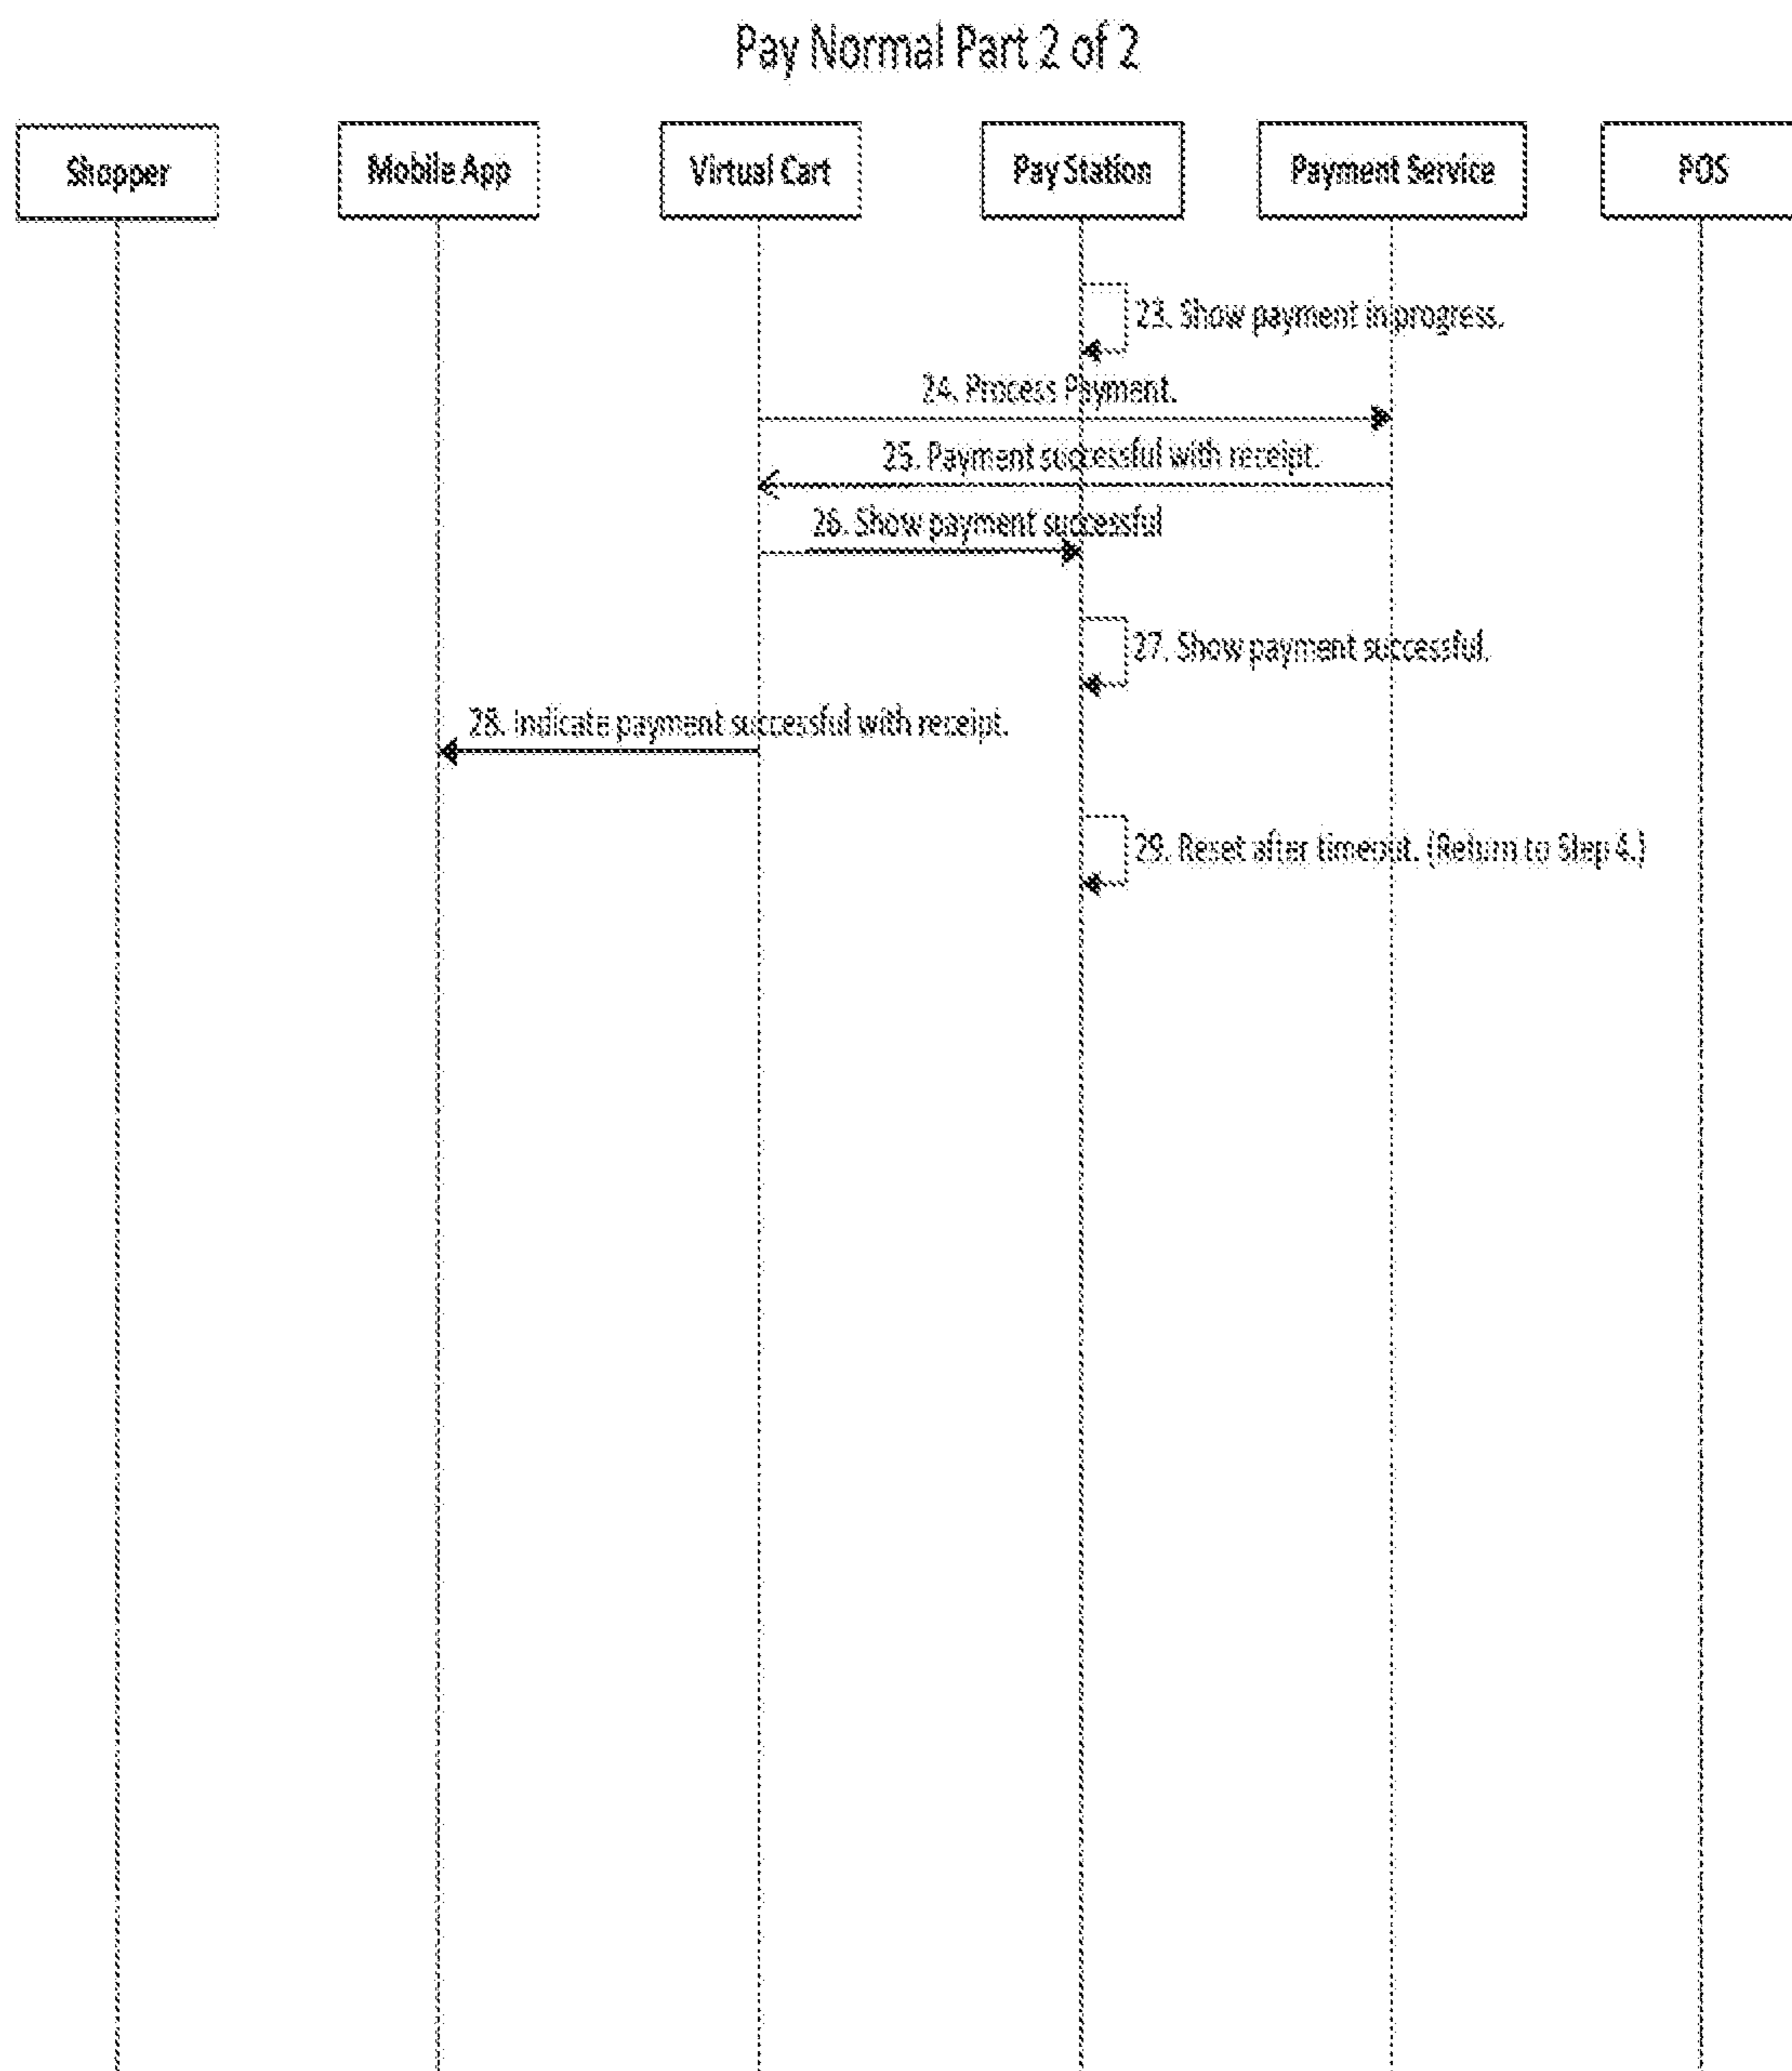 Pay Normal Part 2 of 2
Shopper
Mobile App
Virtual Cart
Pay Station
Payment Service
POS
23. Show payment in progress.
24. Process Payment.
25. Payment successful with receipt.
26. Show payment successful
27. Show payment successful.
28. Indicate payment successful with receipt.
29. Reset after timeout. (Return to Step 4.)